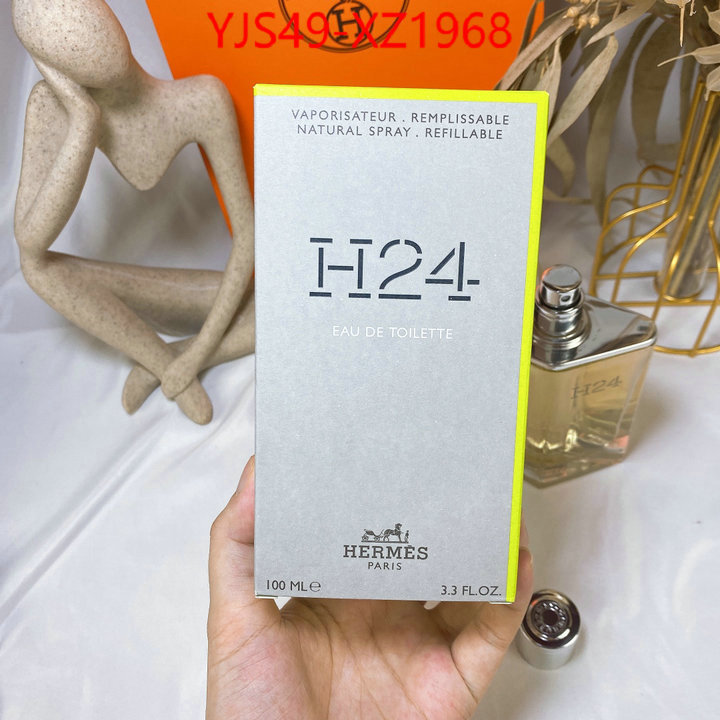 YJS49-XZ1968
VAPORISATEUR . REMPLISSABLE
NATURAL SPRAY . REFILLABLE
H24
EAU DE TOILETTE
H24
HERMÈS
PARIS
100 ML℮
3.3 FL.OZ.